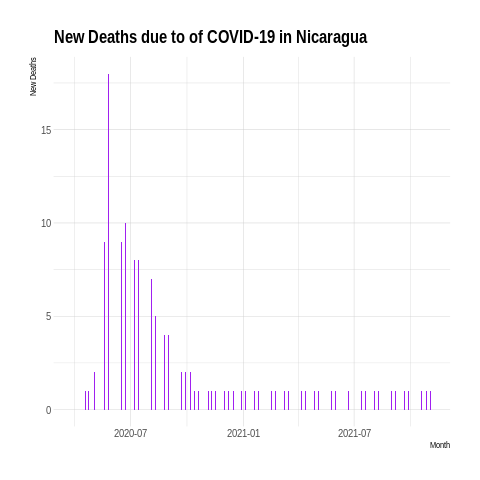 New Deaths due to of COVID-19 in Nicaragua
New Deaths
15
10
5
0
2020-07
2021-01
2021-07
Month